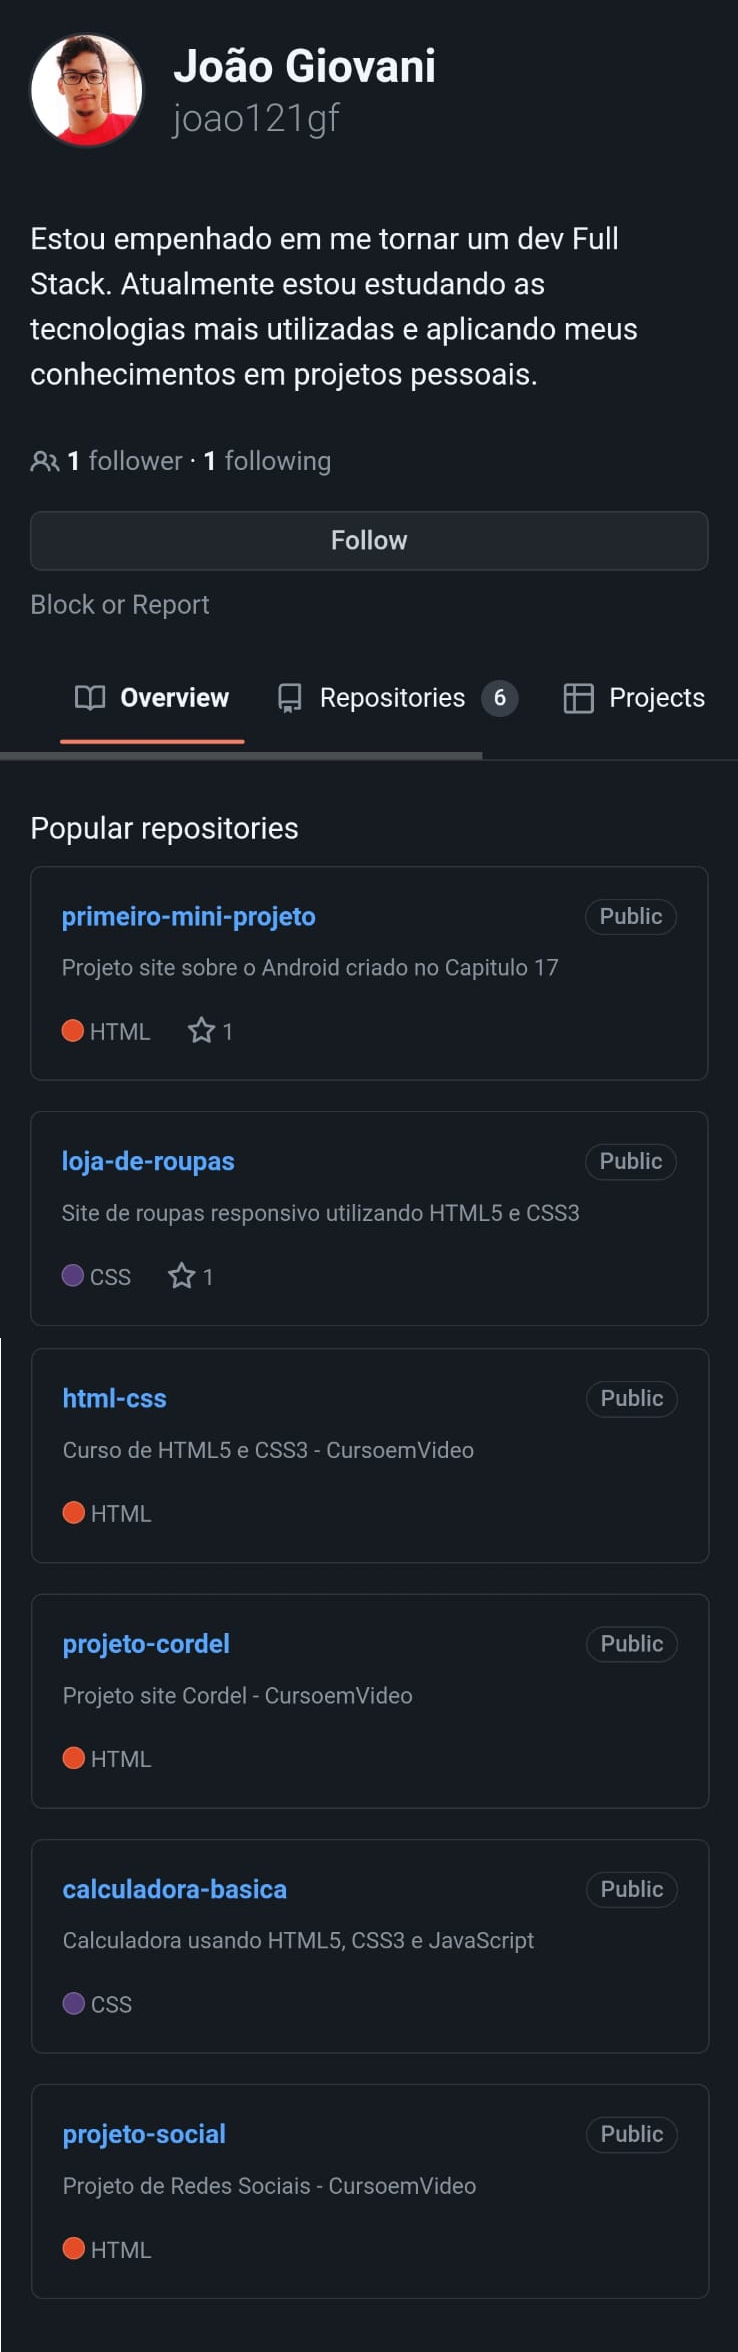 João Giovani
joao121gf
Estou empenhado em me tornar um dev Full
Stack. Atualmente estou estudando as
tecnologias mais utilizadas e aplicando meus
conhecimentos em projetos pessoais.
1 follower · 1 following
Follow
Block or Report
Overview Repositories 6 Projects
Popular repositories
primeiro-mini-projeto Public
Projeto site sobre o Android criado no Capitulo 17
HTML 1
loja-de-roupas Public
Site de roupas responsivo utilizando HTML5 e CSS3
CSS 1
html-css Public
Curso de HTML5 e CSS3 - CursoemVideo
HTML
projeto-cordel Public
Projeto site Cordel - CursoemVideo
HTML
calculadora-basica Public
Calculadora usando HTML5, CSS3 e JavaScript
CSS
projeto-social Public
Projeto de Redes Sociais - CursoemVideo
HTML